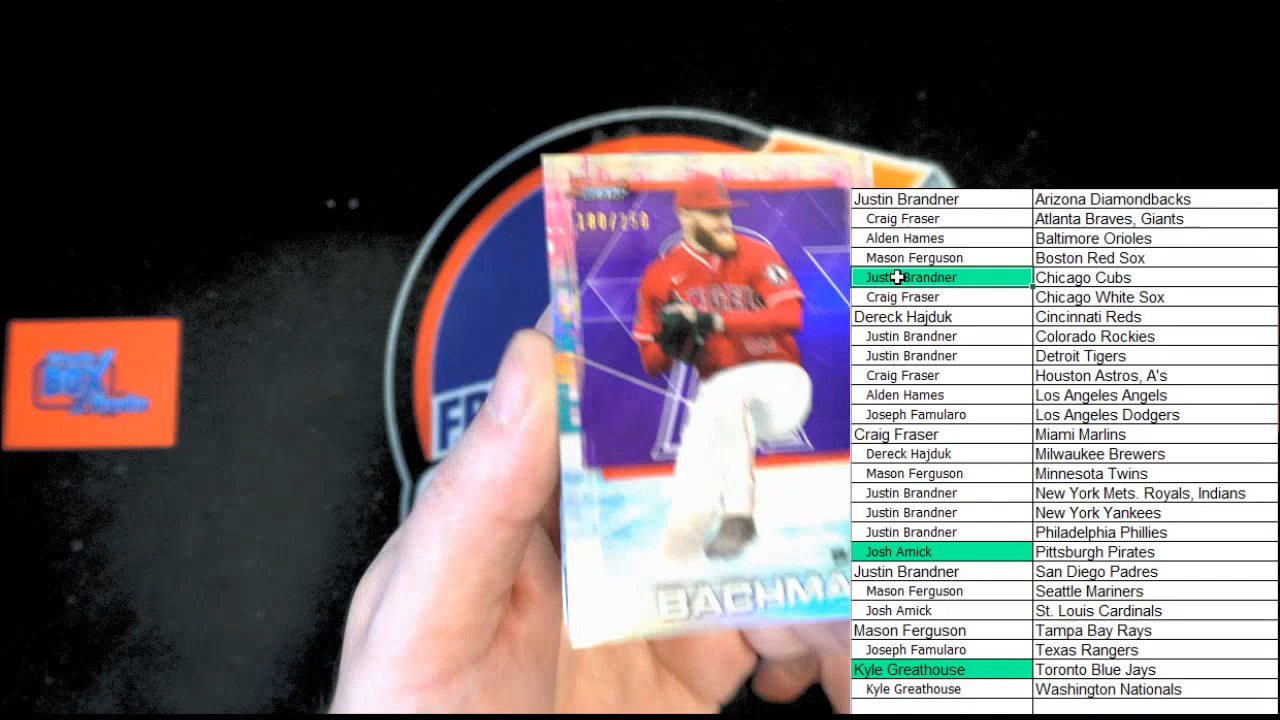 BOX
FR
180/250
ANGEL
BACHMA
Justin Brandner Arizona Diamondbacks
Craig Fraser Atlanta Braves, Giants
Alden Hames Baltimore Orioles
Mason Ferguson Boston Red Sox
Justin Brandner Chicago Cubs
Craig Fraser Chicago White Sox
Dereck Hajduk Cincinnati Reds
Justin Brandner Colorado Rockies
Justin Brandner Detroit Tigers
Craig Fraser Houston Astros, A's
Alden Hames Los Angeles Angels
Joseph Famularo Los Angeles Dodgers
Craig Fraser Miami Marlins
Dereck Hajduk Milwaukee Brewers
Mason Ferguson Minnesota Twins
Justin Brandner New York Mets. Royals, Indians
Justin Brandner New York Yankees
Justin Brandner Philadelphia Phillies
Josh Amick Pittsburgh Pirates
Justin Brandner San Diego Padres
Mason Ferguson Seattle Mariners
Josh Amick St. Louis Cardinals
Mason Ferguson Tampa Bay Rays
Joseph Famularo Texas Rangers
Kyle Greathouse Toronto Blue Jays
Kyle Greathouse Washington Nationals